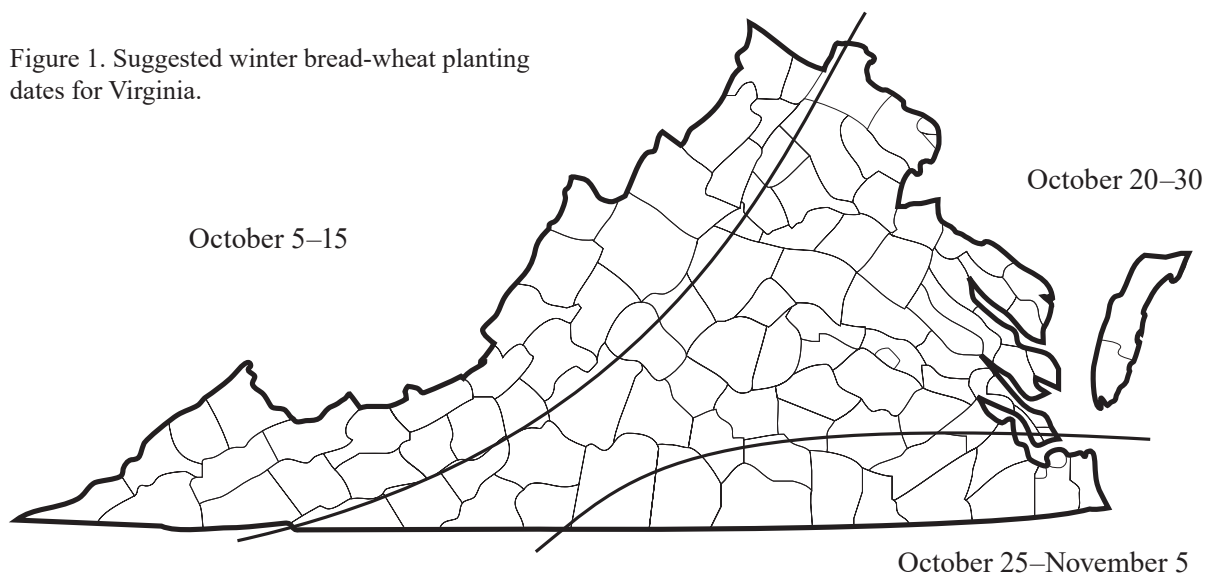 Figure 1. Suggested winter bread-wheat planting
dates for Virginia.
October 20–30
October 5–15
October 25–November 5